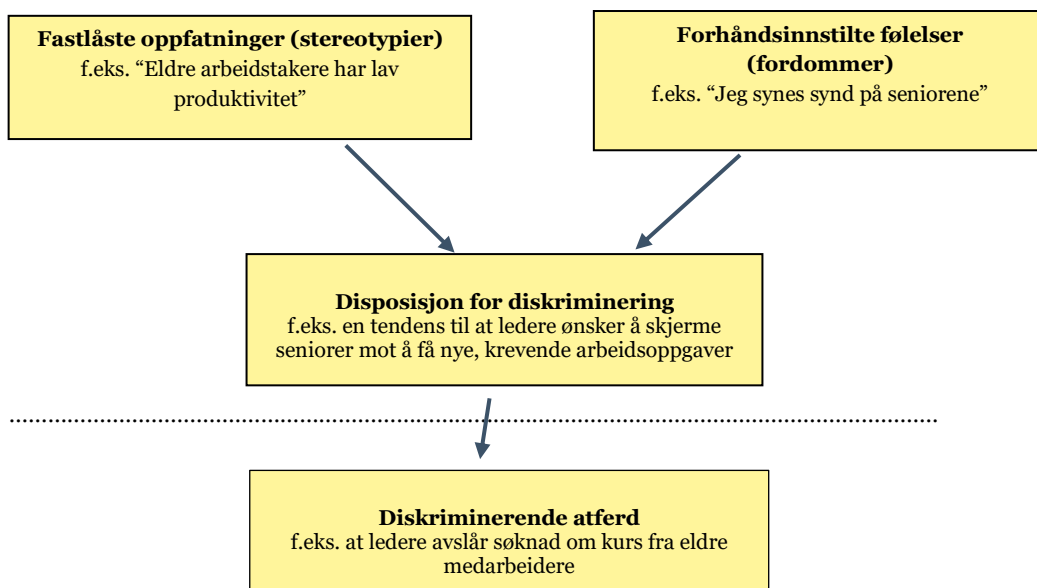 Fastlåste oppfatninger (stereotypier)
f.eks. “Eldre arbeidstakere har lav
produktivitet”
Forhåndsinnstilte følelser
(fordommer)
f.eks. “Jeg synes synd på seniorene”
Disposisjon for diskriminering
f.eks. en tendens til at ledere ønsker å skjerme
seniorer mot å få nye, krevende arbeidsoppgaver
Diskriminerende atferd
f.eks. at ledere avslår søknad om kurs fra eldre
medarbeidere